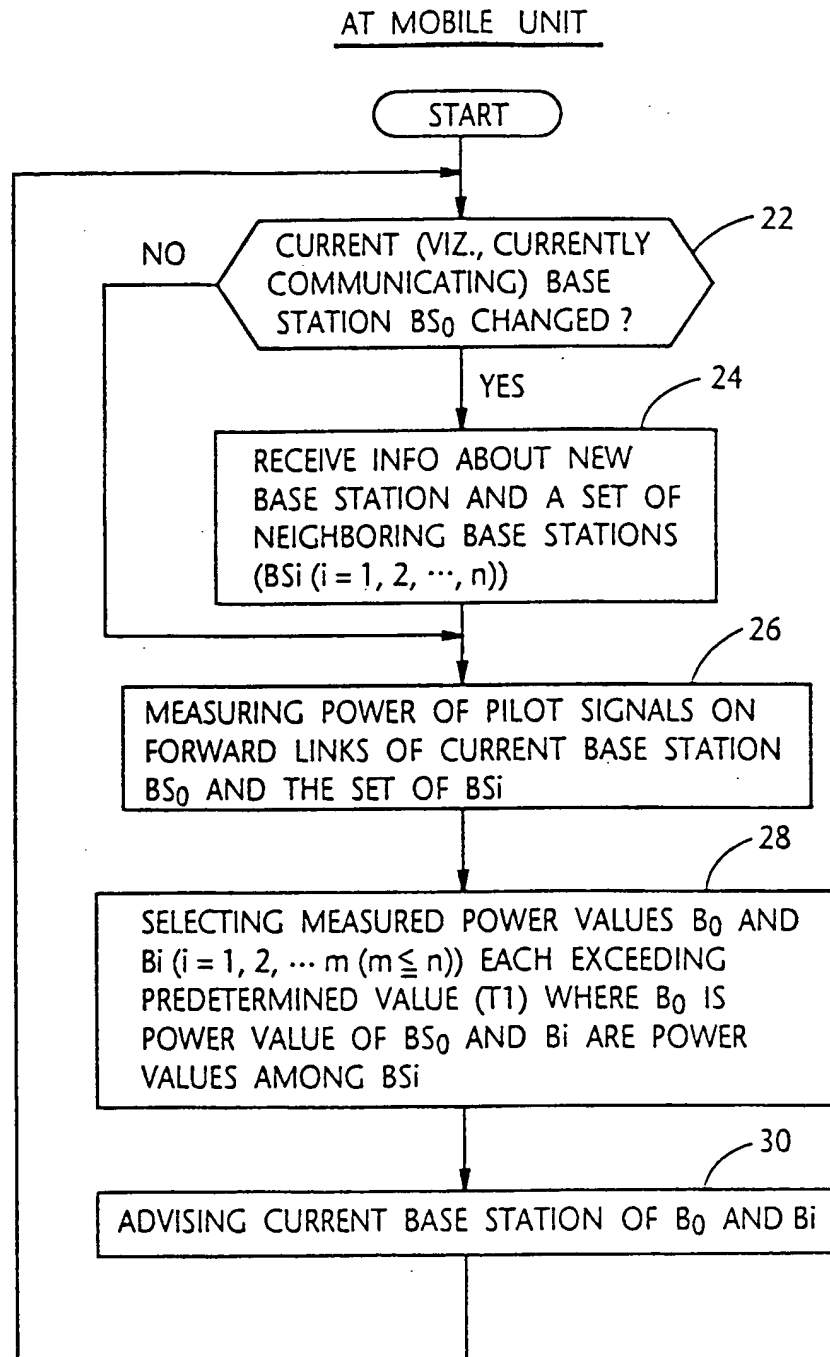 AT MOBILE UNIT
START
22
NO
CURRENT (VIZ., CURRENTLY
COMMUNICATING) BASE
STATION BS₀ CHANGED ?
YES
24
RECEIVE INFO ABOUT NEW
BASE STATION AND A SET OF
NEIGHBORING BASE STATIONS
(BSi (i = 1, 2, ···, n))
26
MEASURING POWER OF PILOT SIGNALS ON
FORWARD LINKS OF CURRENT BASE STATION
BS₀ AND THE SET OF BSi
28
SELECTING MEASURED POWER VALUES B₀ AND
Bi (i = 1, 2, ··· m (m ≦ n)) EACH EXCEEDING
PREDETERMINED VALUE (T1) WHERE B₀ IS
POWER VALUE OF BS₀ AND Bi ARE POWER
VALUES AMONG BSi
30
ADVISING CURRENT BASE STATION OF B₀ AND Bi